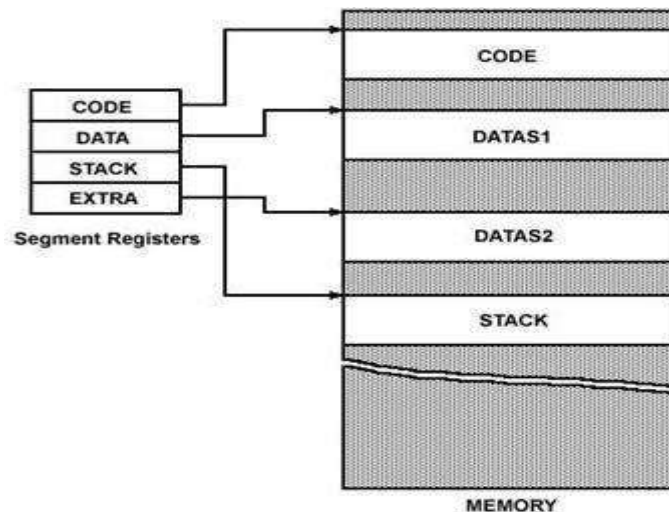 CODE
DATA
STACK
EXTRA
Segment Registers
CODE
DATAS1
DATAS2
STACK
MEMORY